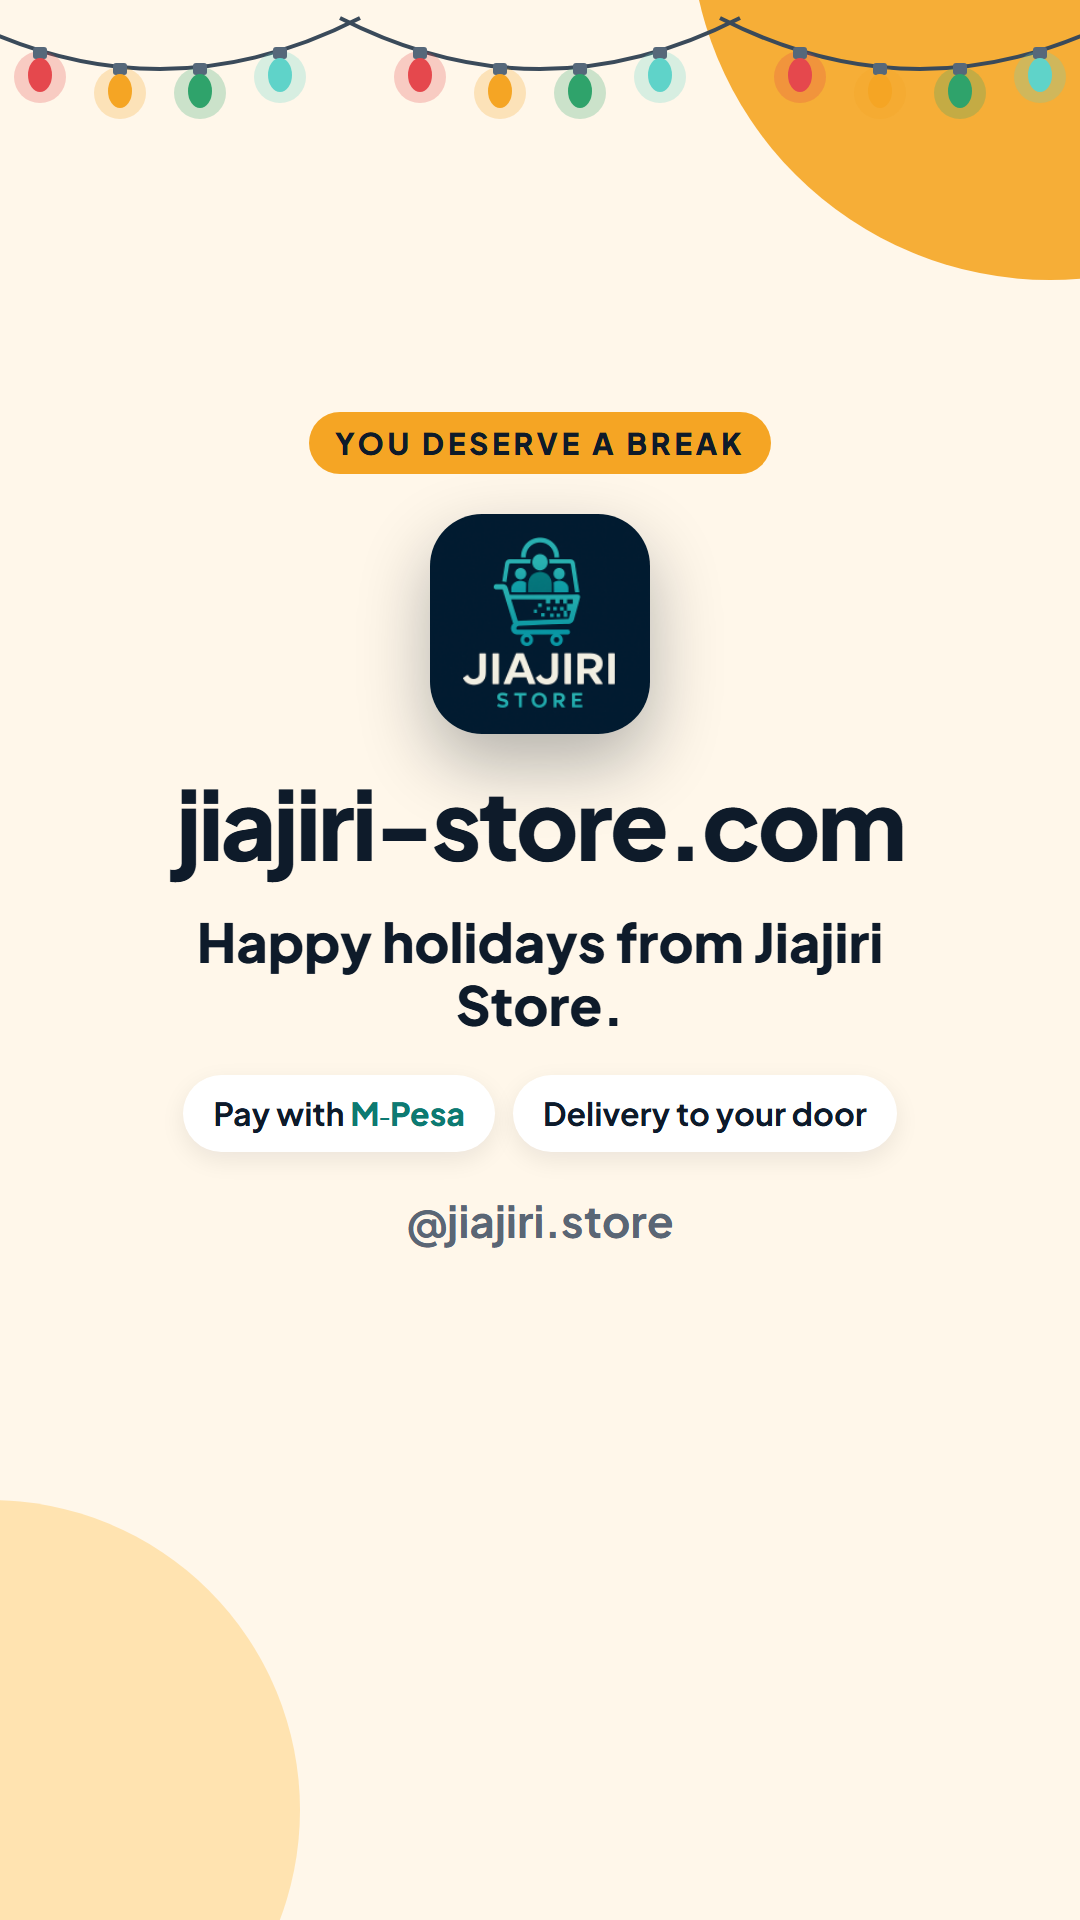 YOU DESERVE A BREAK
JIAJIRI
STORE
jiajiri-store.com
Happy holidays from Jiajiri
Store.
Pay with M-Pesa
Delivery to your door
@jiajiri.store